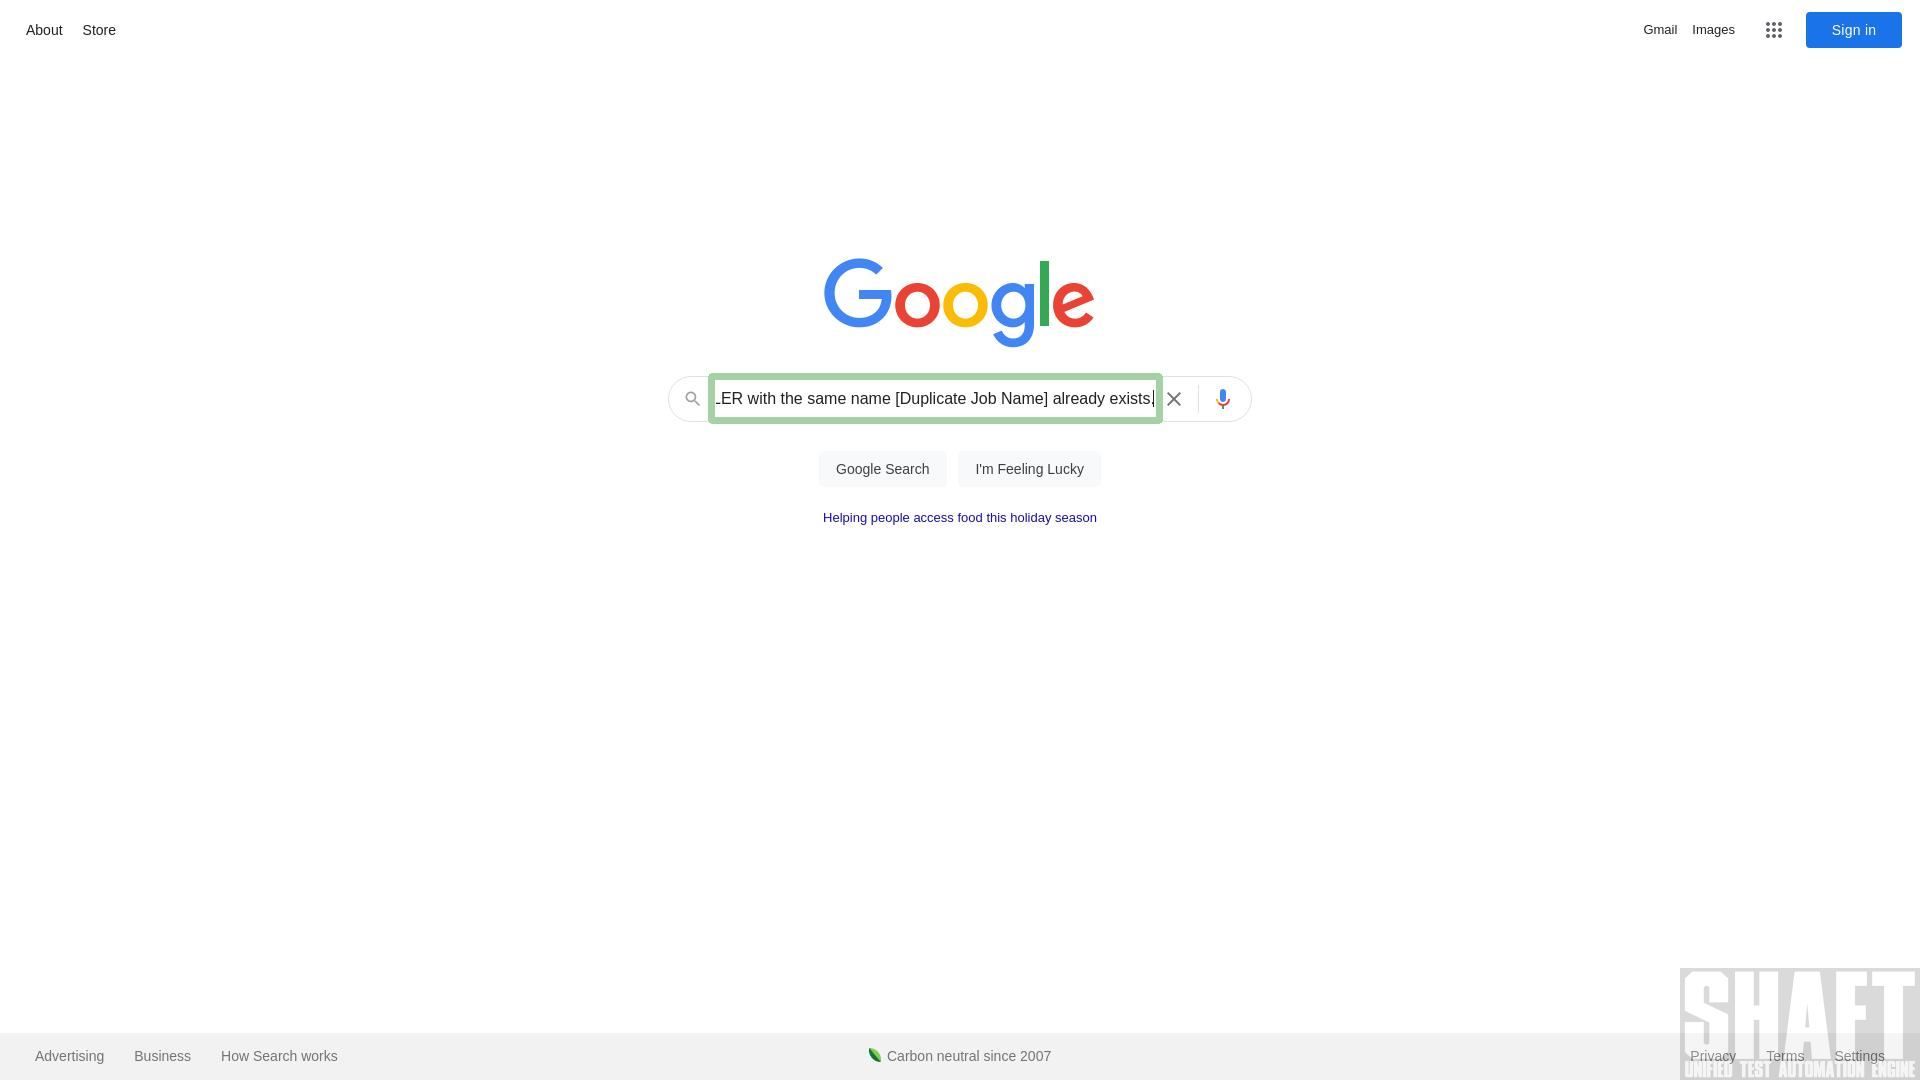 About Store
Gmail Images
Sign in
Google
LER with the same name [Duplicate Job Name] already exists.
Google Search
I'm Feeling Lucky
Helping people access food this holiday season
Advertising Business How Search works
Carbon neutral since 2007
Privacy Terms Settings
SHAFT
UNIFIED TEST AUTOMATION ENGINE